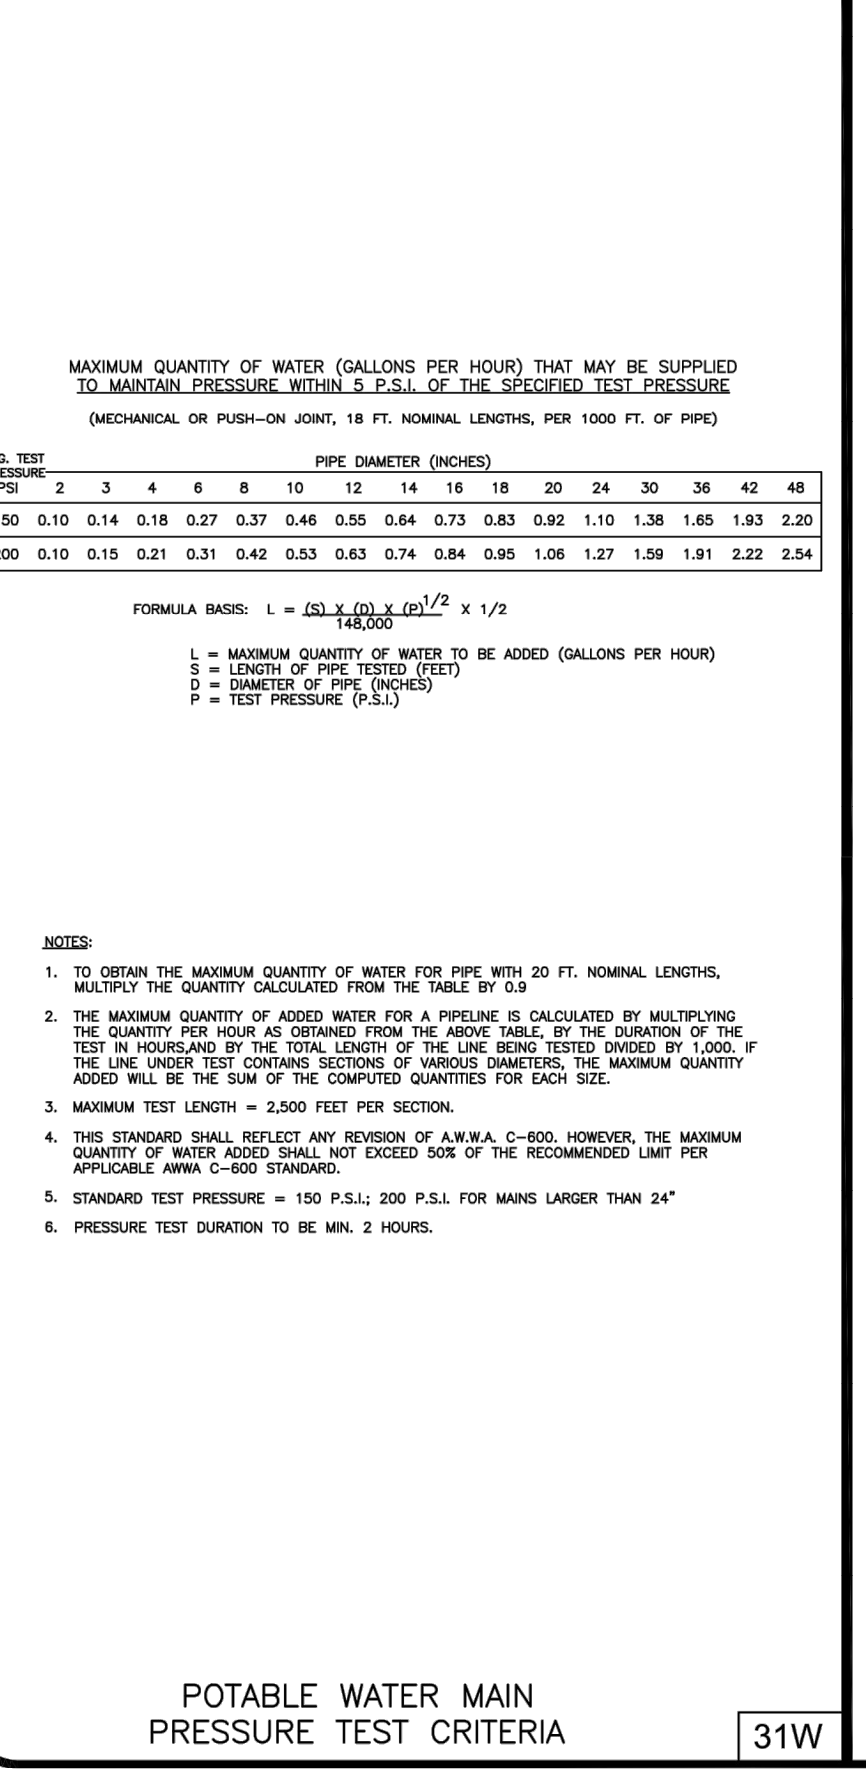 MAXIMUM QUANTITY OF WATER (GALLONS PER HOUR) THAT MAY BE SUPPLIED
TO MAINTAIN PRESSURE WITHIN 5 P.S.I. OF THE SPECIFIED TEST PRESSURE
(MECHANICAL OR PUSH-ON JOINT, 18 FT. NOMINAL LENGTHS, PER 1000 FT. OF PIPE)
G. TEST
ESSURE
PIPE DIAMETER (INCHES)
PSI 2 3 4 6 8 10 12 14 16 18 20 24 30 36 42 48
50 0.10 0.14 0.18 0.27 0.37 0.46 0.55 0.64 0.73 0.83 0.92 1.10 1.38 1.65 1.93 2.20
00 0.10 0.15 0.21 0.31 0.42 0.53 0.63 0.74 0.84 0.95 1.06 1.27 1.59 1.91 2.22 2.54
FORMULA BASIS: L = (S) X (D) X (P)1/2 X 1/2
148,000
L = MAXIMUM QUANTITY OF WATER TO BE ADDED (GALLONS PER HOUR)
S = LENGTH OF PIPE TESTED (FEET)
D = DIAMETER OF PIPE (INCHES)
P = TEST PRESSURE (P.S.I.)
NOTES:
1. TO OBTAIN THE MAXIMUM QUANTITY OF WATER FOR PIPE WITH 20 FT. NOMINAL LENGTHS,
MULTIPLY THE QUANTITY CALCULATED FROM THE TABLE BY 0.9
2. THE MAXIMUM QUANTITY OF ADDED WATER FOR A PIPELINE IS CALCULATED BY MULTIPLYING
THE QUANTITY PER HOUR AS OBTAINED FROM THE ABOVE TABLE, BY THE DURATION OF THE
TEST IN HOURS,AND BY THE TOTAL LENGTH OF THE LINE BEING TESTED DIVIDED BY 1,000. IF
THE LINE UNDER TEST CONTAINS SECTIONS OF VARIOUS DIAMETERS, THE MAXIMUM QUANTITY
ADDED WILL BE THE SUM OF THE COMPUTED QUANTITIES FOR EACH SIZE.
3. MAXIMUM TEST LENGTH = 2,500 FEET PER SECTION.
4. THIS STANDARD SHALL REFLECT ANY REVISION OF A.W.W.A. C-600. HOWEVER, THE MAXIMUM
QUANTITY OF WATER ADDED SHALL NOT EXCEED 50% OF THE RECOMMENDED LIMIT PER
APPLICABLE AWWA C-600 STANDARD.
5. STANDARD TEST PRESSURE = 150 P.S.I.; 200 P.S.I. FOR MAINS LARGER THAN 24"
6. PRESSURE TEST DURATION TO BE MIN. 2 HOURS.
POTABLE WATER MAIN
PRESSURE TEST CRITERIA
31W